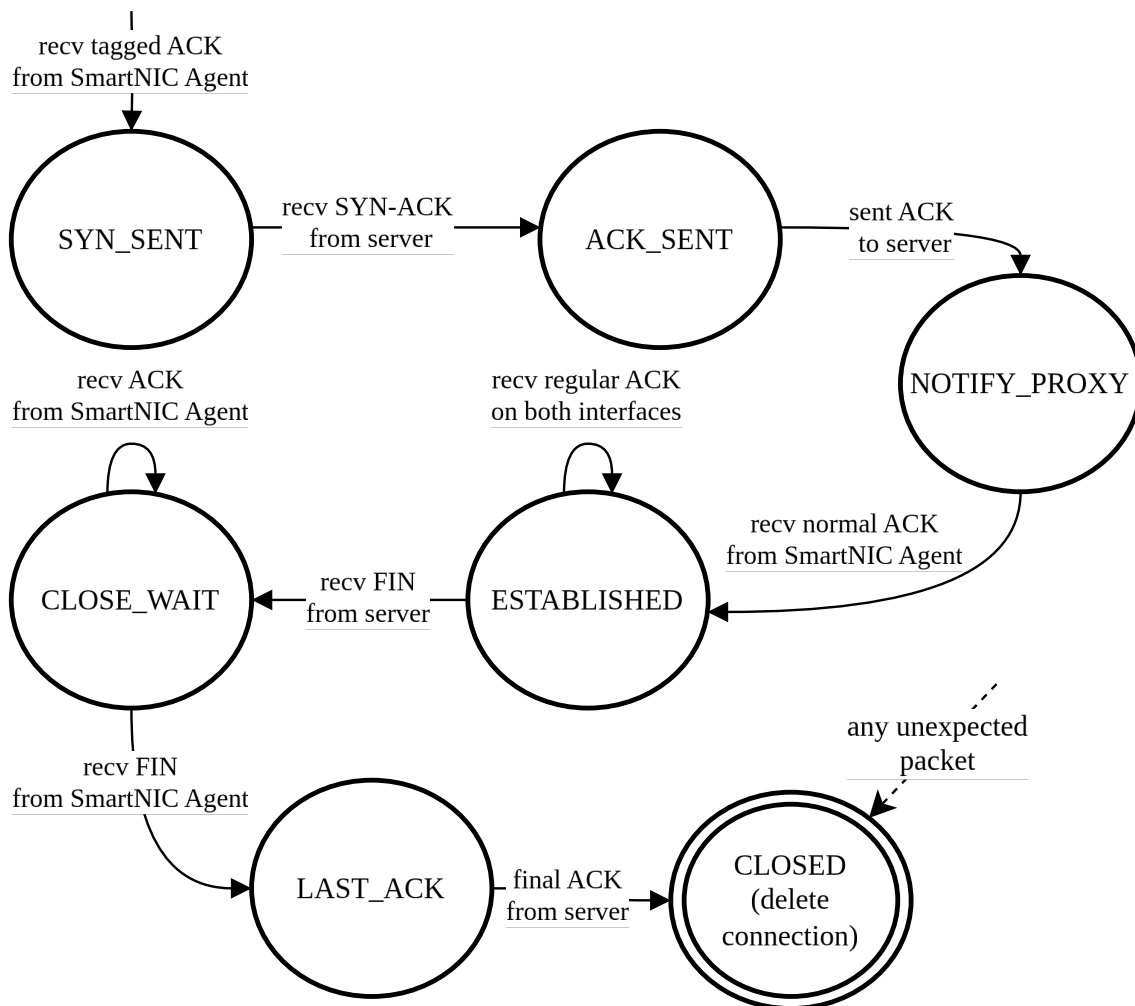 recv tagged ACK
from SmartNIC Agent
SYN_SENT
recv SYN-ACK
from server
ACK_SENT
sent ACK
to server
NOTIFY_PROXY
recv ACK
from SmartNIC Agent
recv regular ACK
on both interfaces
recv normal ACK
from SmartNIC Agent
CLOSE_WAIT
recv FIN
from server
ESTABLISHED
any unexpected
packet
recv FIN
from SmartNIC Agent
LAST_ACK
final ACK
from server
CLOSED
(delete
connection)